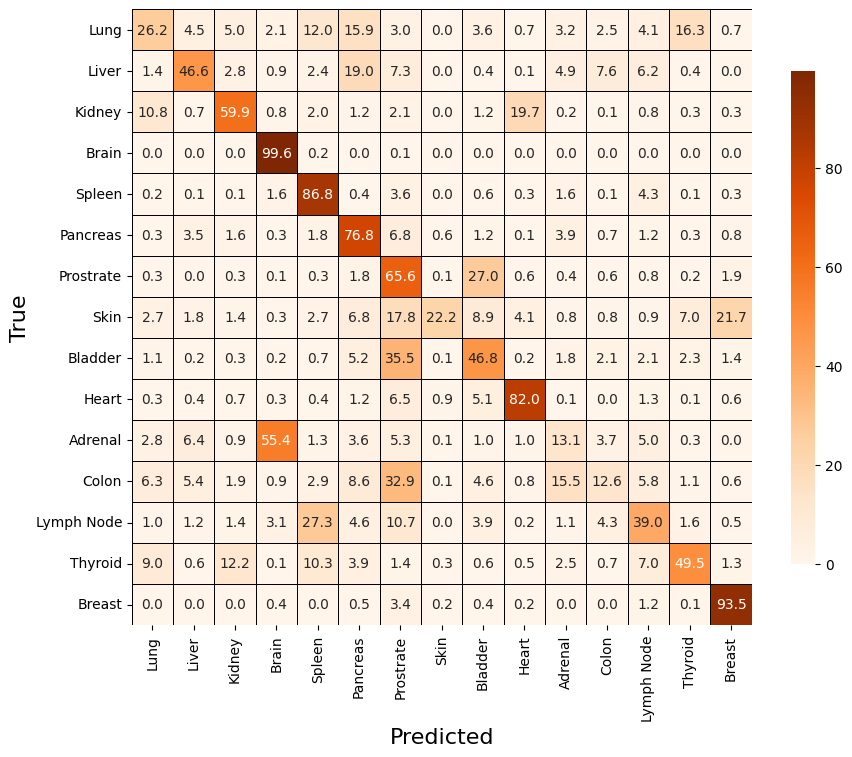 Lung 26.2 4.5 5.0 2.1 12.0 15.9 3.0 0.0 3.6 0.7 3.2 2.5 4.1 16.3 0.7
Liver 1.4 46.6 2.8 0.9 2.4 19.0 7.3 0.0 0.4 0.1 4.9 7.6 6.2 0.4 0.0
Kidney 10.8 0.7 59.9 0.8 2.0 1.2 2.1 0.0 1.2 19.7 0.2 0.1 0.8 0.3 0.3
Brain 0.0 0.0 0.0 99.6 0.2 0.0 0.1 0.0 0.0 0.0 0.0 0.0 0.0 0.0 0.0
Spleen 0.2 0.1 0.1 1.6 86.8 0.4 3.6 0.0 0.6 0.3 1.6 0.1 4.3 0.1 0.3
Pancreas 0.3 3.5 1.6 0.3 1.8 76.8 6.8 0.6 1.2 0.1 3.9 0.7 1.2 0.3 0.8
Prostrate 0.3 0.0 0.3 0.1 0.3 1.8 65.6 0.1 27.0 0.6 0.4 0.6 0.8 0.2 1.9
Skin 2.7 1.8 1.4 0.3 2.7 6.8 17.8 22.2 8.9 4.1 0.8 0.8 0.9 7.0 21.7
Bladder 1.1 0.2 0.3 0.2 0.7 5.2 35.5 0.1 46.8 0.2 1.8 2.1 2.1 2.3 1.4
Heart 0.3 0.4 0.7 0.3 0.4 1.2 6.5 0.9 5.1 82.0 0.1 0.0 1.3 0.1 0.6
Adrenal 2.8 6.4 0.9 55.4 1.3 3.6 5.3 0.1 1.0 1.0 13.1 3.7 5.0 0.3 0.0
Colon 6.3 5.4 1.9 0.9 2.9 8.6 32.9 0.1 4.6 0.8 15.5 12.6 5.8 1.1 0.6
Lymph Node 1.0 1.2 1.4 3.1 27.3 4.6 10.7 0.0 3.9 0.2 1.1 4.3 39.0 1.6 0.5
Thyroid 9.0 0.6 12.2 0.1 10.3 3.9 1.4 0.3 0.6 0.5 2.5 0.7 7.0 49.5 1.3
Breast 0.0 0.0 0.0 0.4 0.0 0.5 3.4 0.2 0.4 0.2 0.0 0.0 1.2 0.1 93.5
Lung Liver Kidney Brain Spleen Pancreas Prostrate Skin Bladder Heart Adrenal Colon Lymph Node Thyroid Breast
Predicted
True
80
60
40
20
0